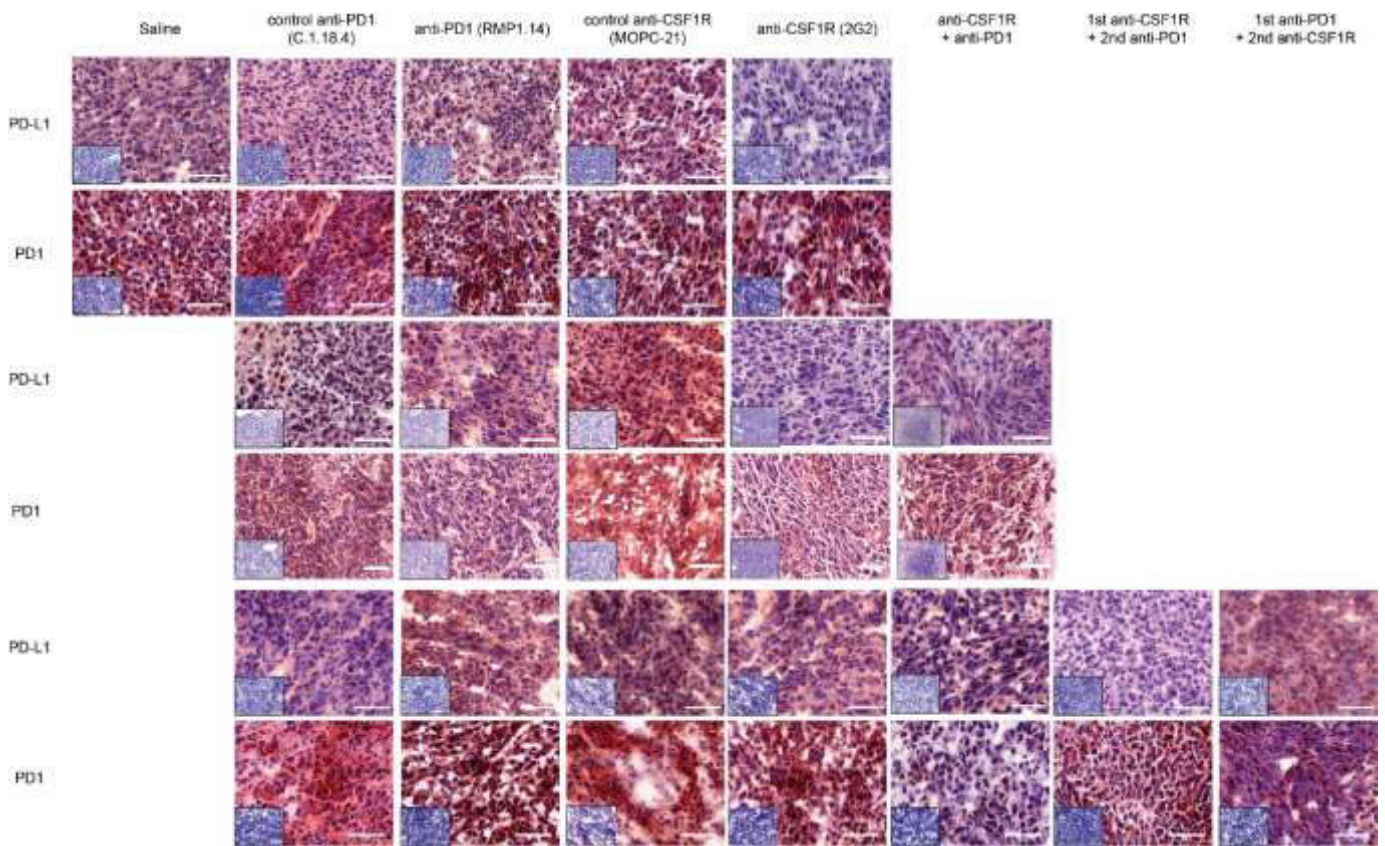 Saline
control anti-PD1
(C.1.18.4)
anti-PD1 (RMP1.14)
control anti-CSF1R
(MOPC-21)
anti-CSF1R (2G2)
anti-CSF1R
+ anti-PD1
1st anti-CSF1R
+ 2nd anti-PD1
1st anti-PD1
+ 2nd anti-CSF1R
PD-L1
PD1
PD-L1
PD1
PD-L1
PD1